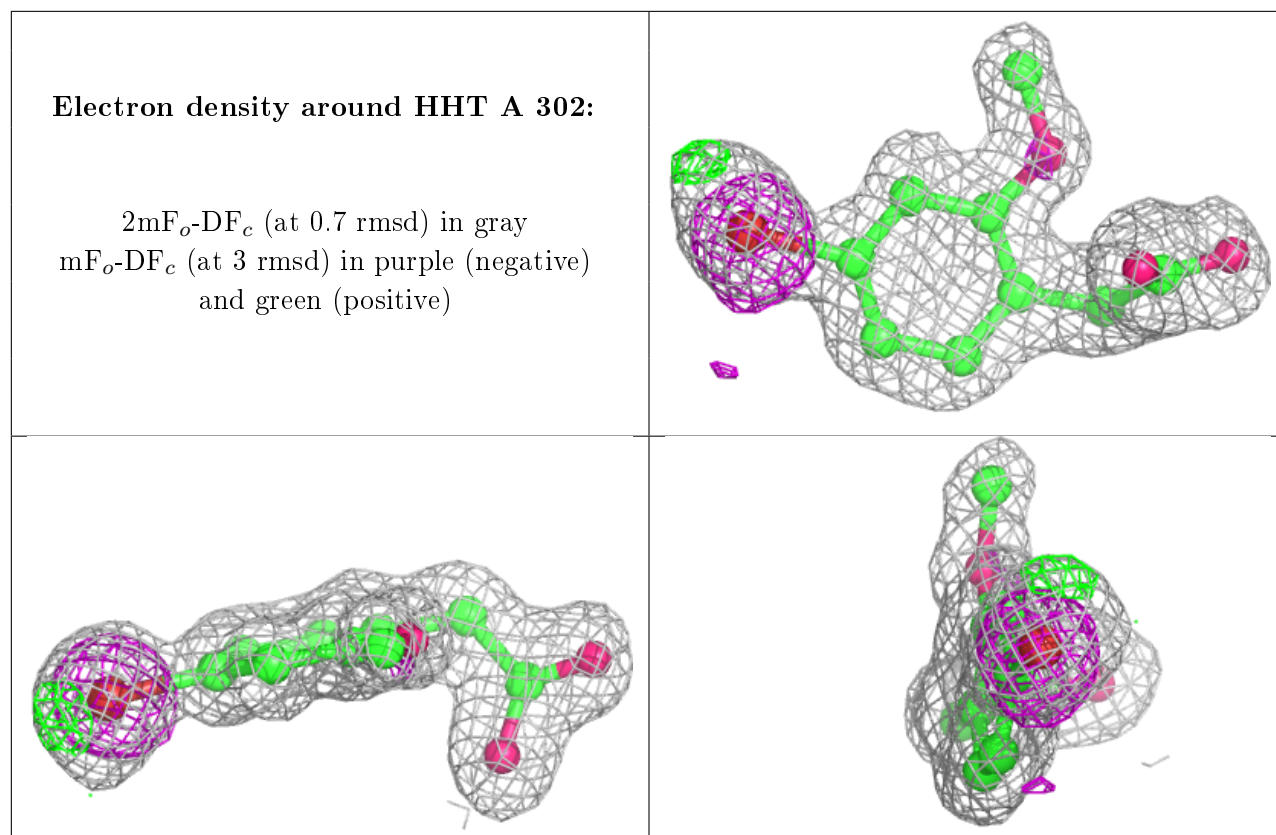 Electron density around HHT A 302:
2mFo-DFc (at 0.7 rmsd) in gray
mFo-DFc (at 3 rmsd) in purple (negative)
and green (positive)